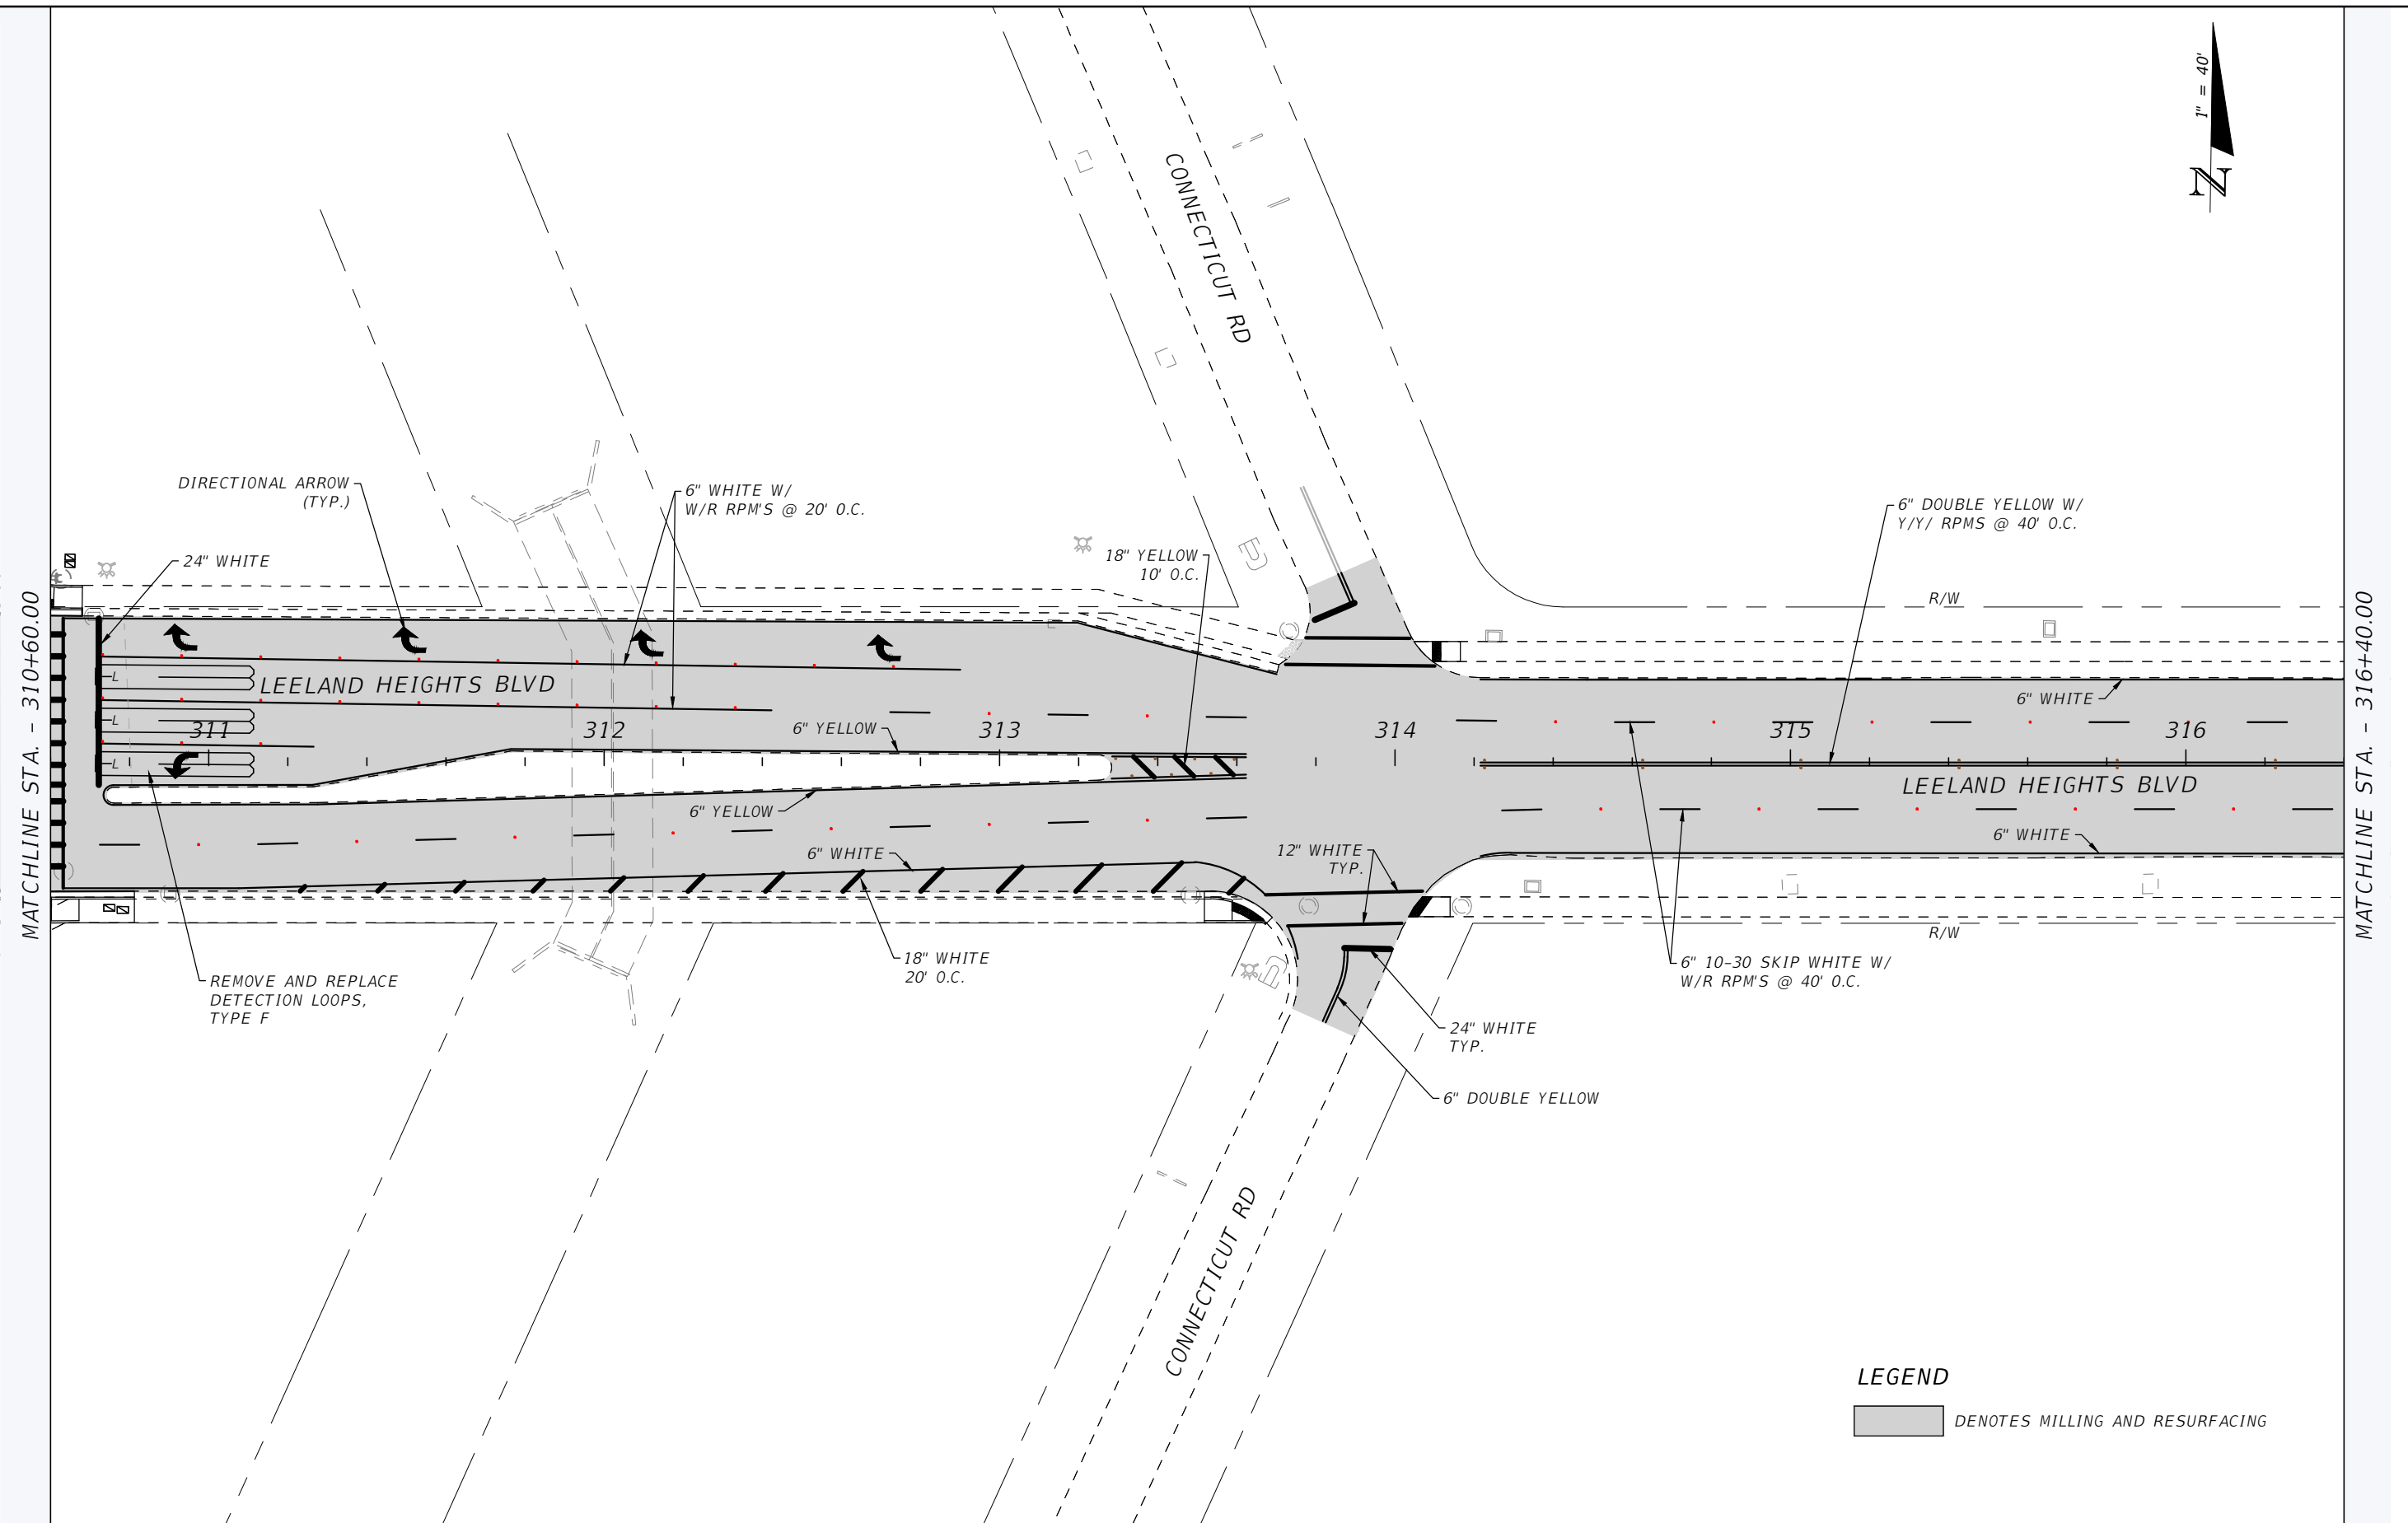 1" = 40'
N
CONNECTICUT RD
DIRECTIONAL ARROW
(TYP.)
6" WHITE W/
W/R RPM'S @ 20' O.C.
6" DOUBLE YELLOW W/
Y/Y/ RPMS @ 40' O.C.
24" WHITE
18" YELLOW
10' O.C.
R/W
MATCHLINE STA. - 310+60.00
MATCHLINE STA. - 316+40.00
L
LEELAND HEIGHTS BLVD
6" WHITE
L
311
312
6" YELLOW
313
314
315
316
L
LEELAND HEIGHTS BLVD
6" YELLOW
6" WHITE
6" WHITE
12" WHITE
TYP.
R/W
18" WHITE
20' O.C.
6" 10-30 SKIP WHITE W/
W/R RPM'S @ 40' O.C.
REMOVE AND REPLACE
DETECTION LOOPS,
TYPE F
24" WHITE
TYP.
6" DOUBLE YELLOW
CONNECTICUT RD
LEGEND
DENOTES MILLING AND RESURFACING